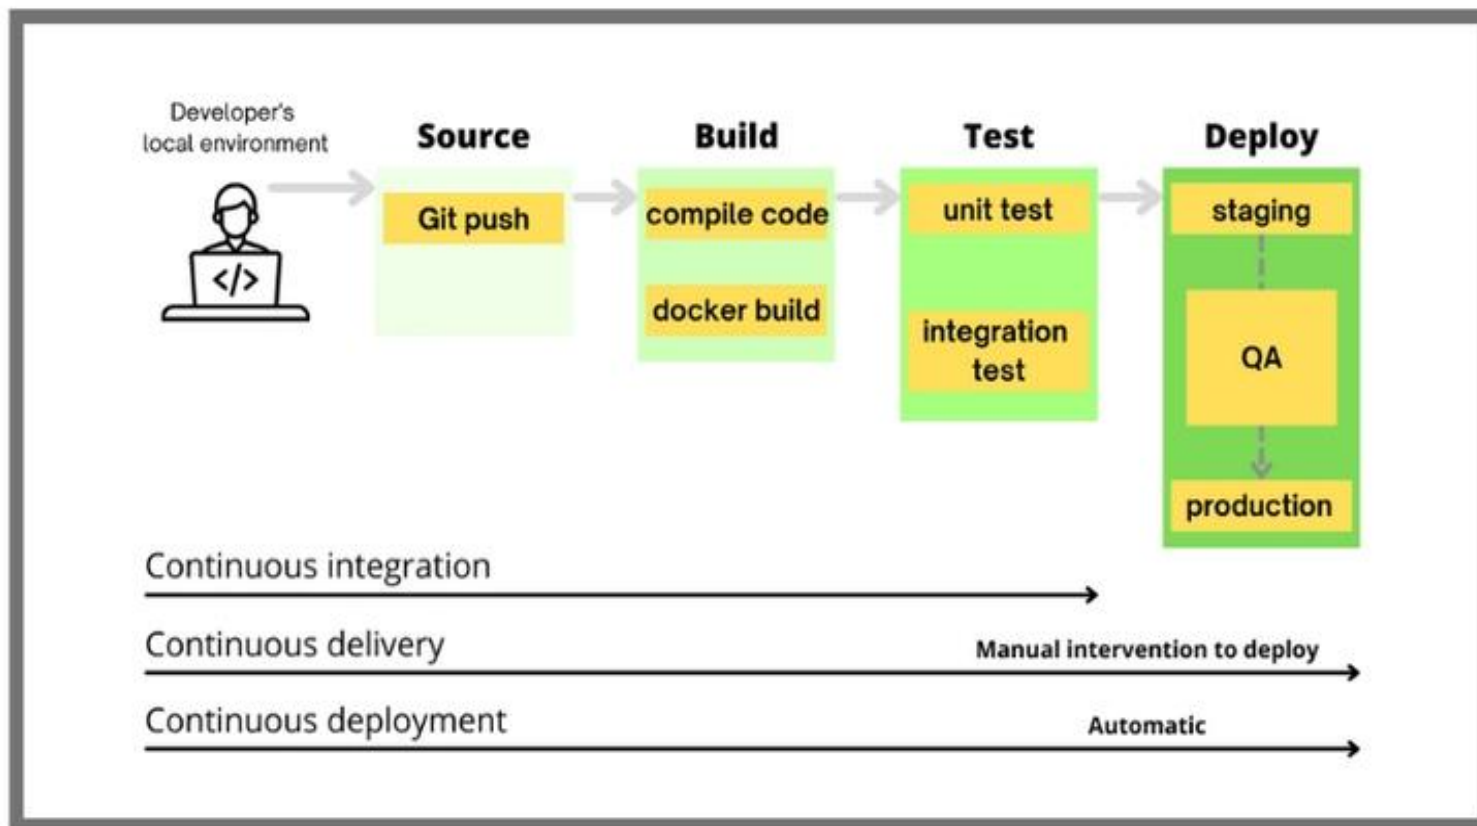 Developer's
local environment
Source
Build
Test
Deploy
Git push
compile code
docker build
unit test
integration
test
staging
QA
production
</>
Continuous integration
Continuous delivery
Manual intervention to deploy
Continuous deployment
Automatic